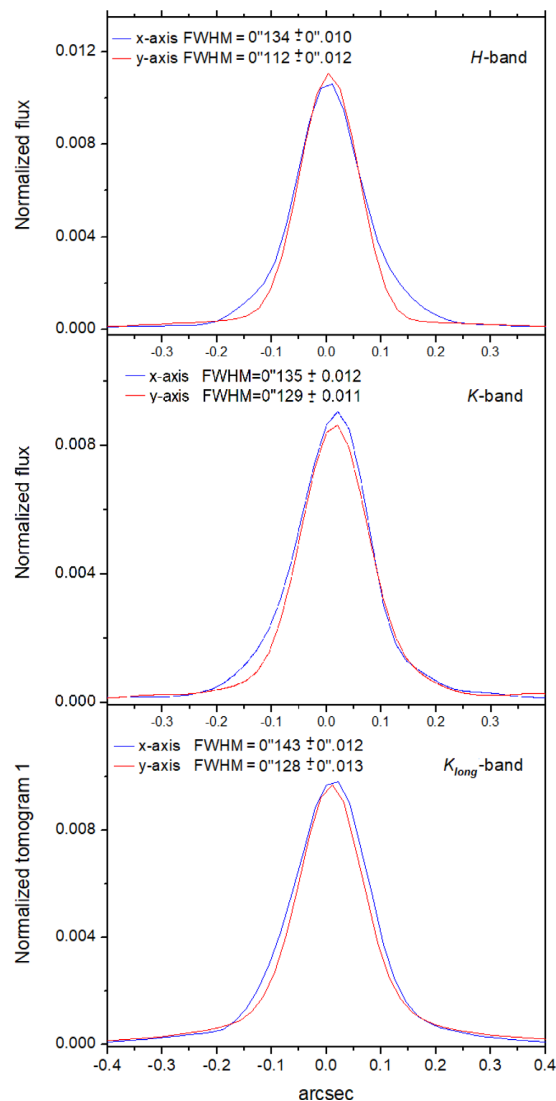 x-axis FWHM = 0"134 ± 0".010
y-axis FWHM = 0"112 ± 0".012
H-band
Normalized flux
0.012
0.008
0.004
0.000
-0.3 -0.2 -0.1 0.0 0.1 0.2 0.3
x-axis FWHM=0"135 ± 0.012
y-axis FWHM=0"129 ± 0.011
K-band
Normalized flux
0.008
0.004
0.000
-0.3 -0.2 -0.1 0.0 0.1 0.2 0.3
x-axis FWHM = 0"143 ± 0".012
y-axis FWHM = 0"128 ± 0".013
Klong-band
Normalized tomogram 1
0.008
0.004
0.000
-0.4 -0.3 -0.2 -0.1 0.0 0.1 0.2 0.3 0.4
arcsec